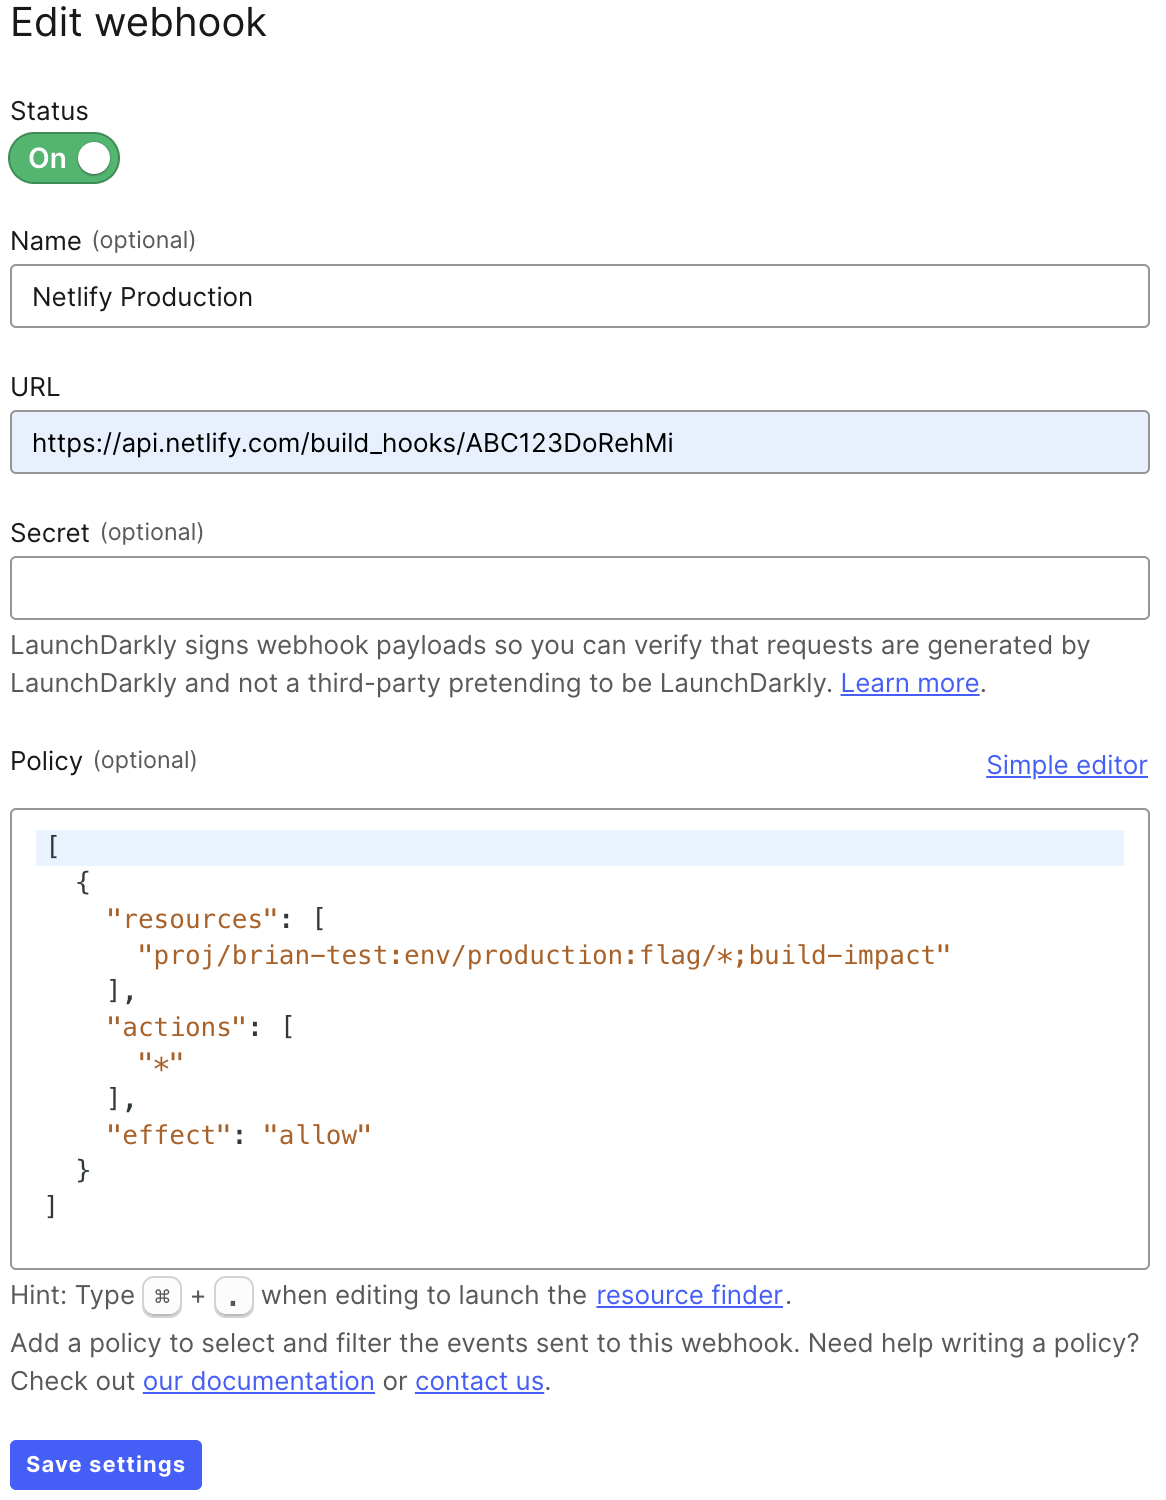 Edit webhook
Status
On
Name (optional)
Netlify Production
URL
https://api.netlify.com/build_hooks/ABC123DoRehMi
Secret (optional)
LaunchDarkly signs webhook payloads so you can verify that requests are generated by
LaunchDarkly and not a third-party pretending to be LaunchDarkly. Learn more.
Policy (optional)
Simple editor
[
  {
    "resources": [
      "proj/brian-test:env/production:flag/*;build-impact"
    ],
    "actions": [
      "*"
    ],
    "effect": "allow"
  }
]
Hint: Type ⌘ + . when editing to launch the resource finder.
Add a policy to select and filter the events sent to this webhook. Need help writing a policy?
Check out our documentation or contact us.
Save settings